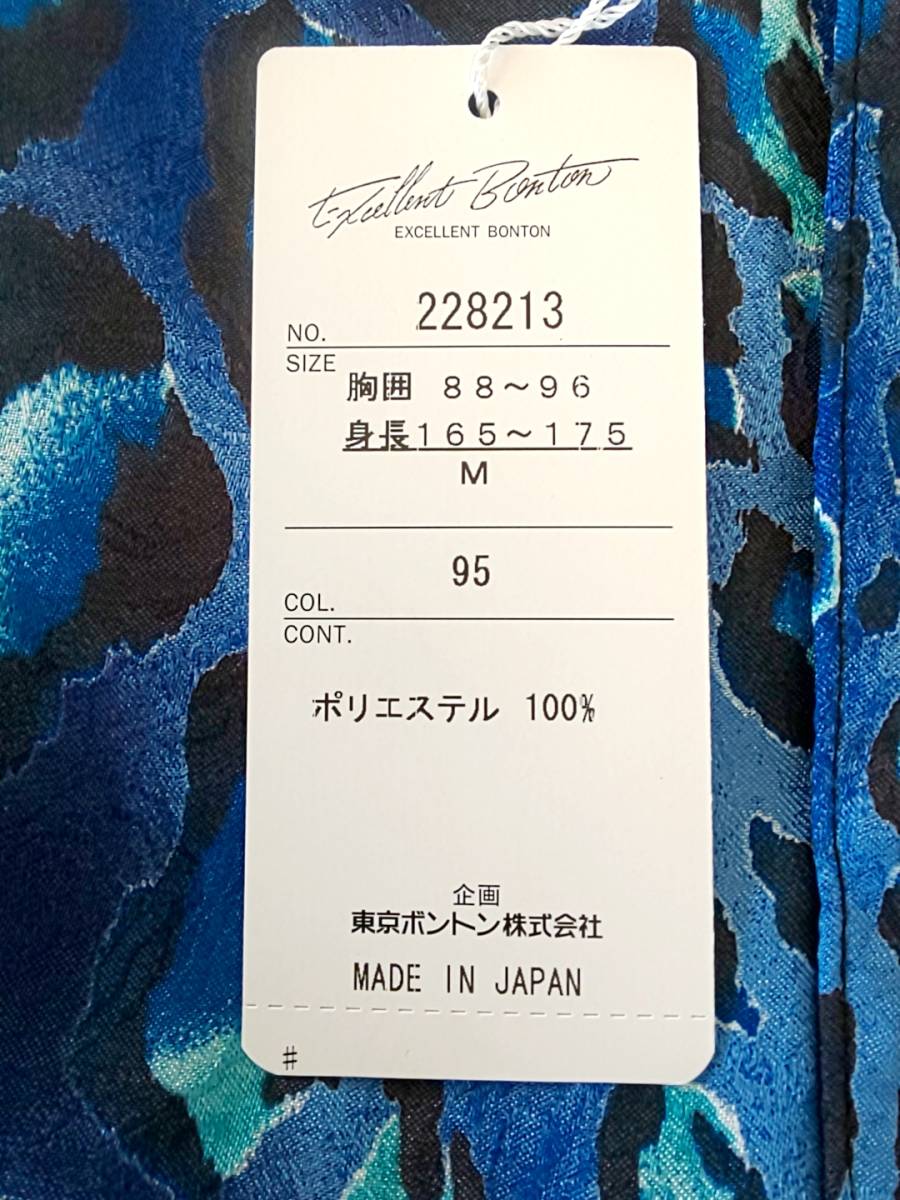 Excellent Bonton
EXCELLENT BONTON
NO. 228213
SIZE
胸囲 88～96
身長165～175
M
COL. 95
CONT.
ポリエステル 100%
企画
東京ボントン株式会社
MADE IN JAPAN
#